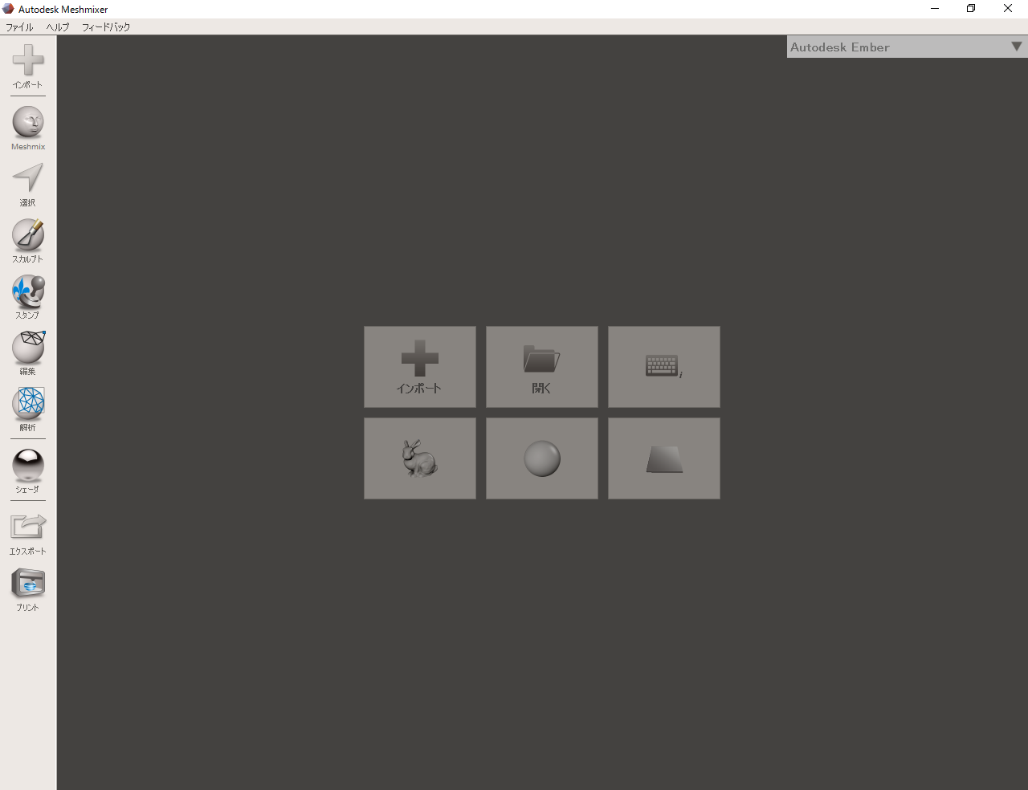 Autodesk Meshmixer
ファイル ヘルプ フィードバック
Autodesk Ember
インポート
Meshmix
選択
スカルプト
スタンプ
編集
解析
シェーダ
エクスポート
プリント
インポート
開く